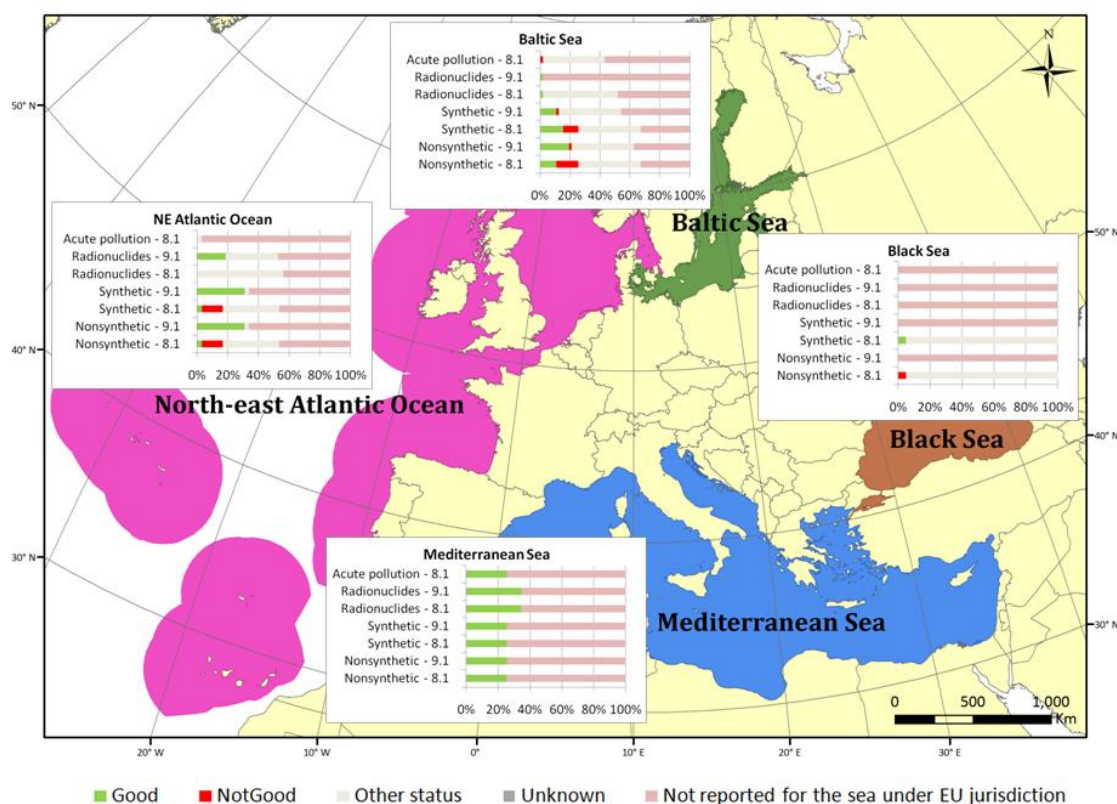 Baltic Sea
Acute pollution - 8.1
Radionuclides - 9.1
Radionuclides - 8.1
Synthetic - 9.1
Synthetic - 8.1
Nonsynthetic - 9.1
Nonsynthetic - 8.1
0% 20% 40% 60% 80% 100%
N
50° N
NE Atlantic Ocean
Acute pollution - 8.1
Radionuclides - 9.1
Radionuclides - 8.1
Synthetic - 9.1
Synthetic - 8.1
Nonsynthetic - 9.1
Nonsynthetic - 8.1
0% 20% 40% 60% 80% 100%
Baltic Sea
50° N
Black Sea
Acute pollution - 8.1
Radionuclides - 9.1
Radionuclides - 8.1
Synthetic - 9.1
Synthetic - 8.1
Nonsynthetic - 9.1
Nonsynthetic - 8.1
0% 20% 40% 60% 80% 100%
40° N
North-east Atlantic Ocean
Black Sea
40° N
30° N
Mediterranean Sea
Acute pollution - 8.1
Radionuclides - 9.1
Radionuclides - 8.1
Synthetic - 9.1
Synthetic - 8.1
Nonsynthetic - 9.1
Nonsynthetic - 8.1
0% 20% 40% 60% 80% 100%
Mediterranean Sea
30° N
0 500 1,000
Km
20° W 10° W 0° 10° E 20° E 30° E
Good NotGood Other status Unknown Not reported for the sea under EU jurisdiction